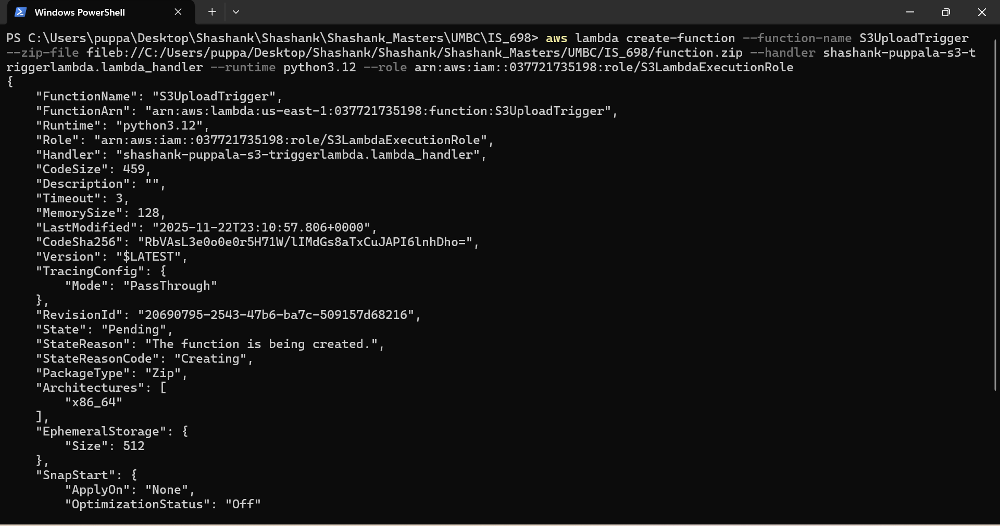 Windows PowerShell
PS C:\Users\puppa\Desktop\Shashank\Shashank\Shashank_Masters\UMBC\IS_698> aws lambda create-function --function-name S3UploadTrigger
--zip-file fileb://C:/Users/puppa/Desktop/Shashank/Shashank/Shashank_Masters/UMBC/IS_698/function.zip --handler shashank-puppala-s3-t
riggerlambda.lambda_handler --runtime python3.12 --role arn:aws:iam::037721735198:role/S3LambdaExecutionRole
{
    "FunctionName": "S3UploadTrigger",
    "FunctionArn": "arn:aws:lambda:us-east-1:037721735198:function:S3UploadTrigger",
    "Runtime": "python3.12",
    "Role": "arn:aws:iam::037721735198:role/S3LambdaExecutionRole",
    "Handler": "shashank-puppala-s3-triggerlambda.lambda_handler",
    "CodeSize": 459,
    "Description": "",
    "Timeout": 3,
    "MemorySize": 128,
    "LastModified": "2025-11-22T23:10:57.806+0000",
    "CodeSha256": "RbVAsL3e0o0e0r5H71W/lIMdGs8aTxCuJAPI6lnhDho=",
    "Version": "$LATEST",
    "TracingConfig": {
        "Mode": "PassThrough"
    },
    "RevisionId": "20690795-2543-47b6-ba7c-509157d68216",
    "State": "Pending",
    "StateReason": "The function is being created.",
    "StateReasonCode": "Creating",
    "PackageType": "Zip",
    "Architectures": [
        "x86_64"
    ],
    "EphemeralStorage": {
        "Size": 512
    },
    "SnapStart": {
        "ApplyOn": "None",
        "OptimizationStatus": "Off"